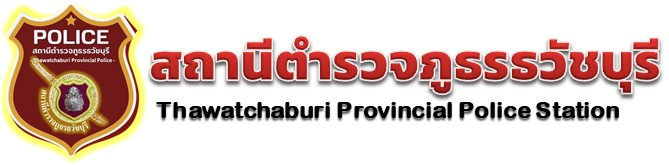 POLICE
สถานีตำรวจภูธรธวัชบุรี
Thawatchaburi Provincial Police
สถานีตำรวจภูธรรธวัชบุรี
Thawatchaburi Provincial Police Station